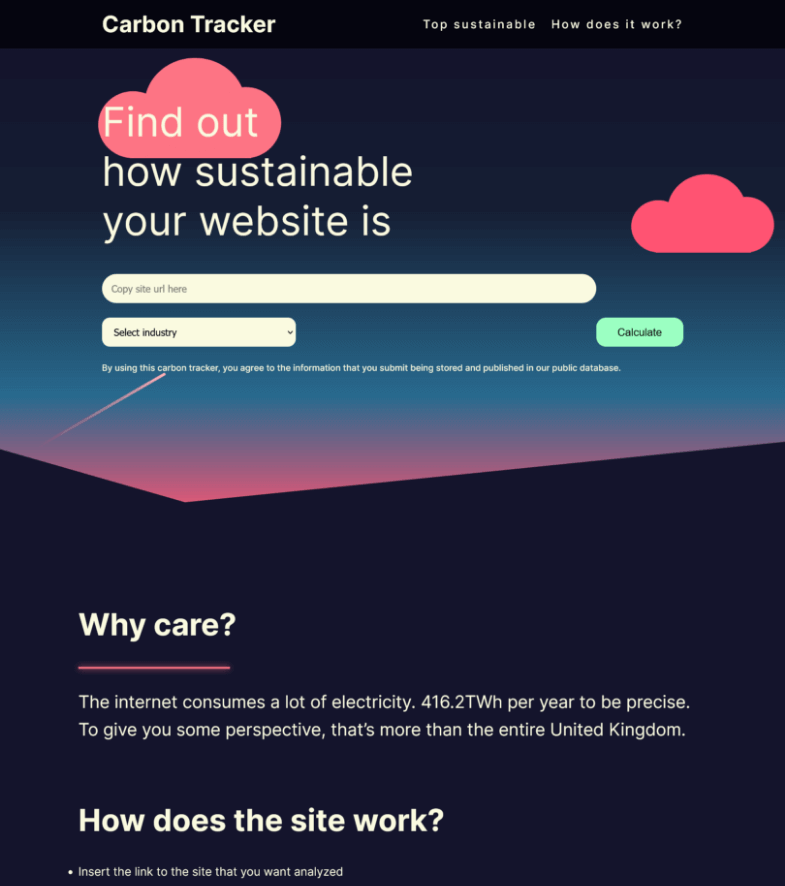 Carbon Tracker
Top sustainable How does it work?
Find out
how sustainable
your website is
Copy site url here
Select industry
Calculate
By using this carbon tracker, you agree to the information that you submit being stored and published in our public database.
Why care?
The internet consumes a lot of electricity. 416.2TWh per year to be precise.
To give you some perspective, that’s more than the entire United Kingdom.
How does the site work?
• Insert the link to the site that you want analyzed